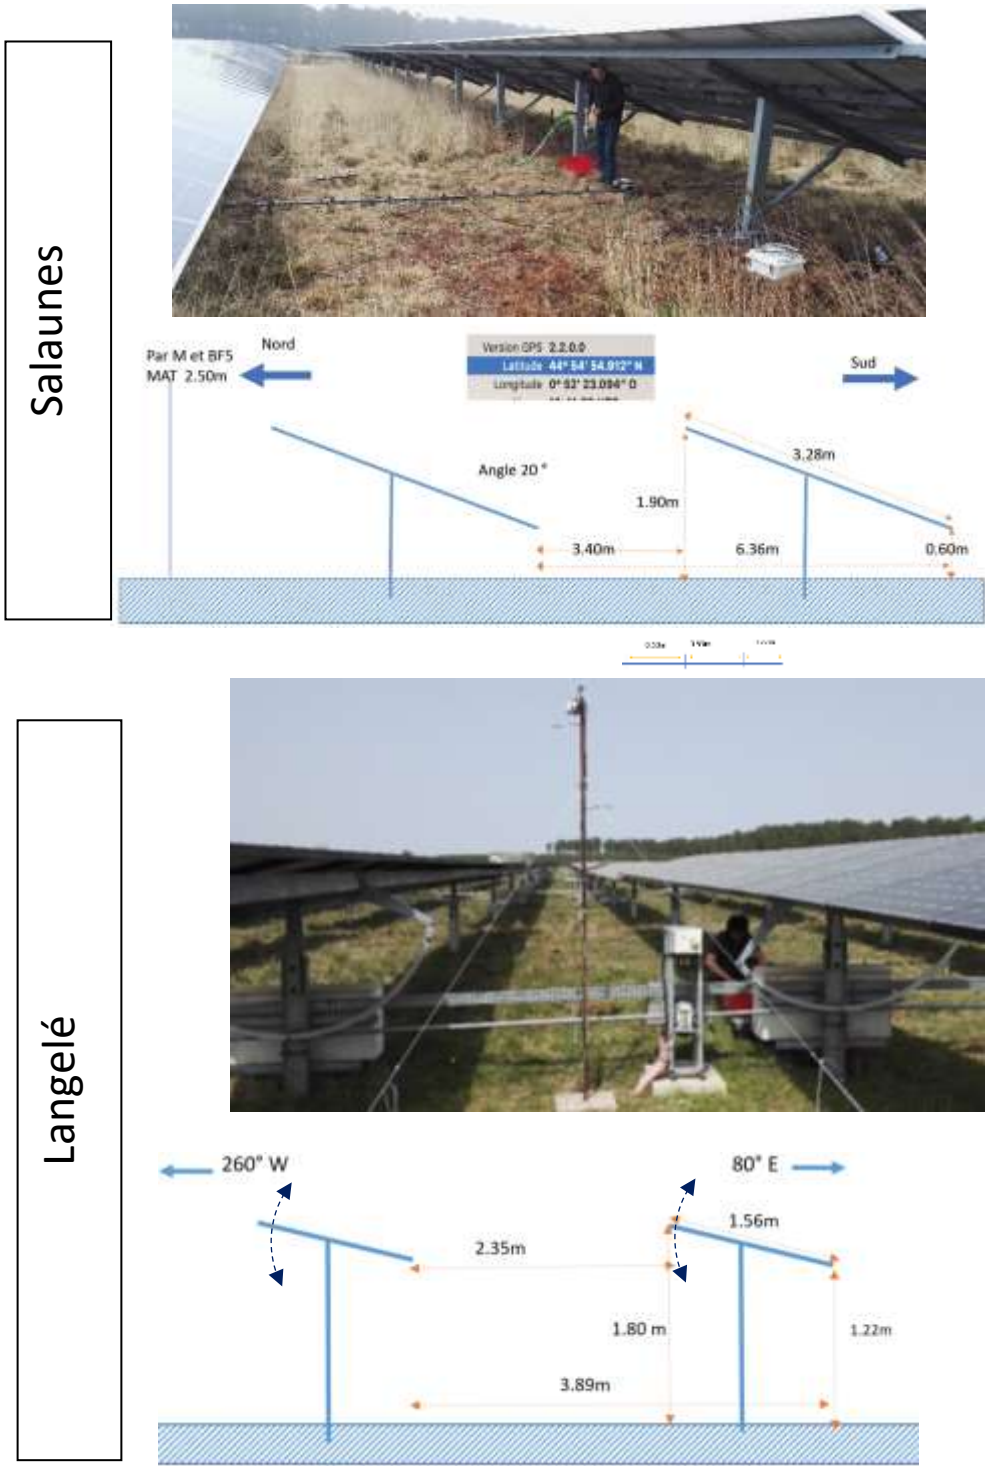 Salaunes
Par M et BF5
MAT 2.50m
Nord
Version GPS 2.2.0.0
Latitude 44° 54' 54.912" N
Longitude 0° 52' 23.094" O
Sud
Angle 20 °
3.28m
1.90m
3.40m
6.36m
0.60m
Langelé
260° W
80° E
1.56m
2.35m
1.80 m
1.22m
3.89m